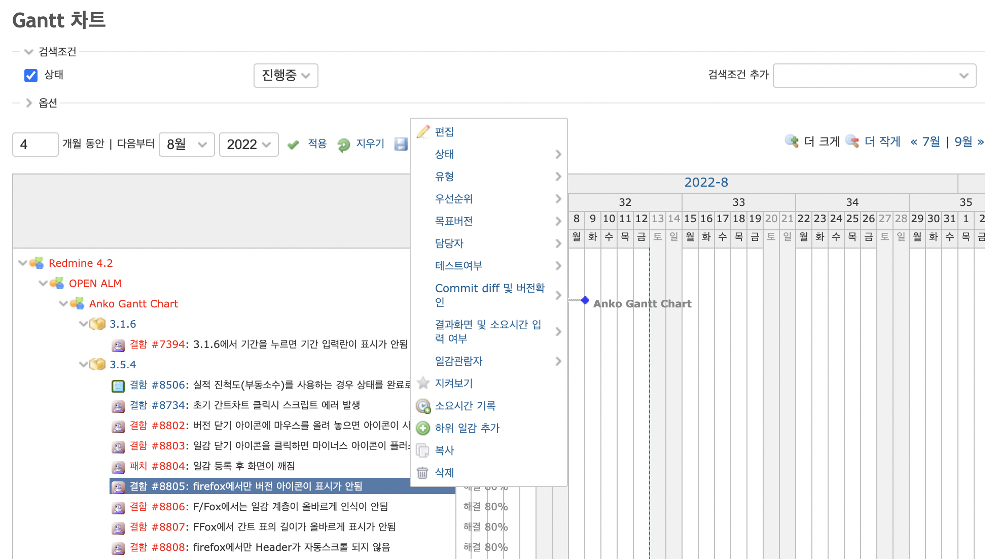 Gantt 차트
검색조건
상태
진행중
검색조건 추가
옵션
4 개월 동안 | 다음부터 8월 2022 적용 지우기
더 크게 더 작게 « 7월 | 9월 »
편집
상태
유형
우선순위
목표버전
담당자
테스트여부
Commit diff 및 버전확
인
결과화면 및 소요시간 입
력 여부
일감관람자
지켜보기
소요시간 기록
하위 일감 추가
복사
삭제
2022-8
32 33 34 35
8 9 10 11 12 13 14 15 16 17 18 19 20 21 22 23 24 25 26 27 28 29 30 31 1 2
월 화 수 목 금 토 일 월 화 수 목 금 토 일 월 화 수 목 금 토 일 월 화 수 목 금
Redmine 4.2
OPEN ALM
Anko Gantt Chart
Anko Gantt Chart
3.1.6
결함 #7394: 3.1.6에서 기간을 누르면 기간 입력란이 표시가 안됨
3.5.4
결함 #8506: 실적 진척도(부동소수)를 사용하는 경우 상태를 완료로
결함 #8734: 초기 간트차트 클릭시 스크립트 에러 발생
결함 #8802: 버전 닫기 아이콘에 마우스를 올려 놓으면 아이콘이 사
결함 #8803: 일감 닫기 아이콘을 클릭하면 마이너스 아이콘이
패치 #8804: 일감 등록 후 화면이 깨짐
결함 #8805: firefox에서만 버전 아이콘이 표시가 안됨 해결 80%
결함 #8806: F/Fox에서는 일감 계층이 올바르게 인식이 안됨 해결 80%
결함 #8807: FFox에서 간트 표의 길이가 올바르게 표시가 안됨 해결 80%
결함 #8808: firefox에서만 Header가 자동스크롤 되지 않음 해결 80%